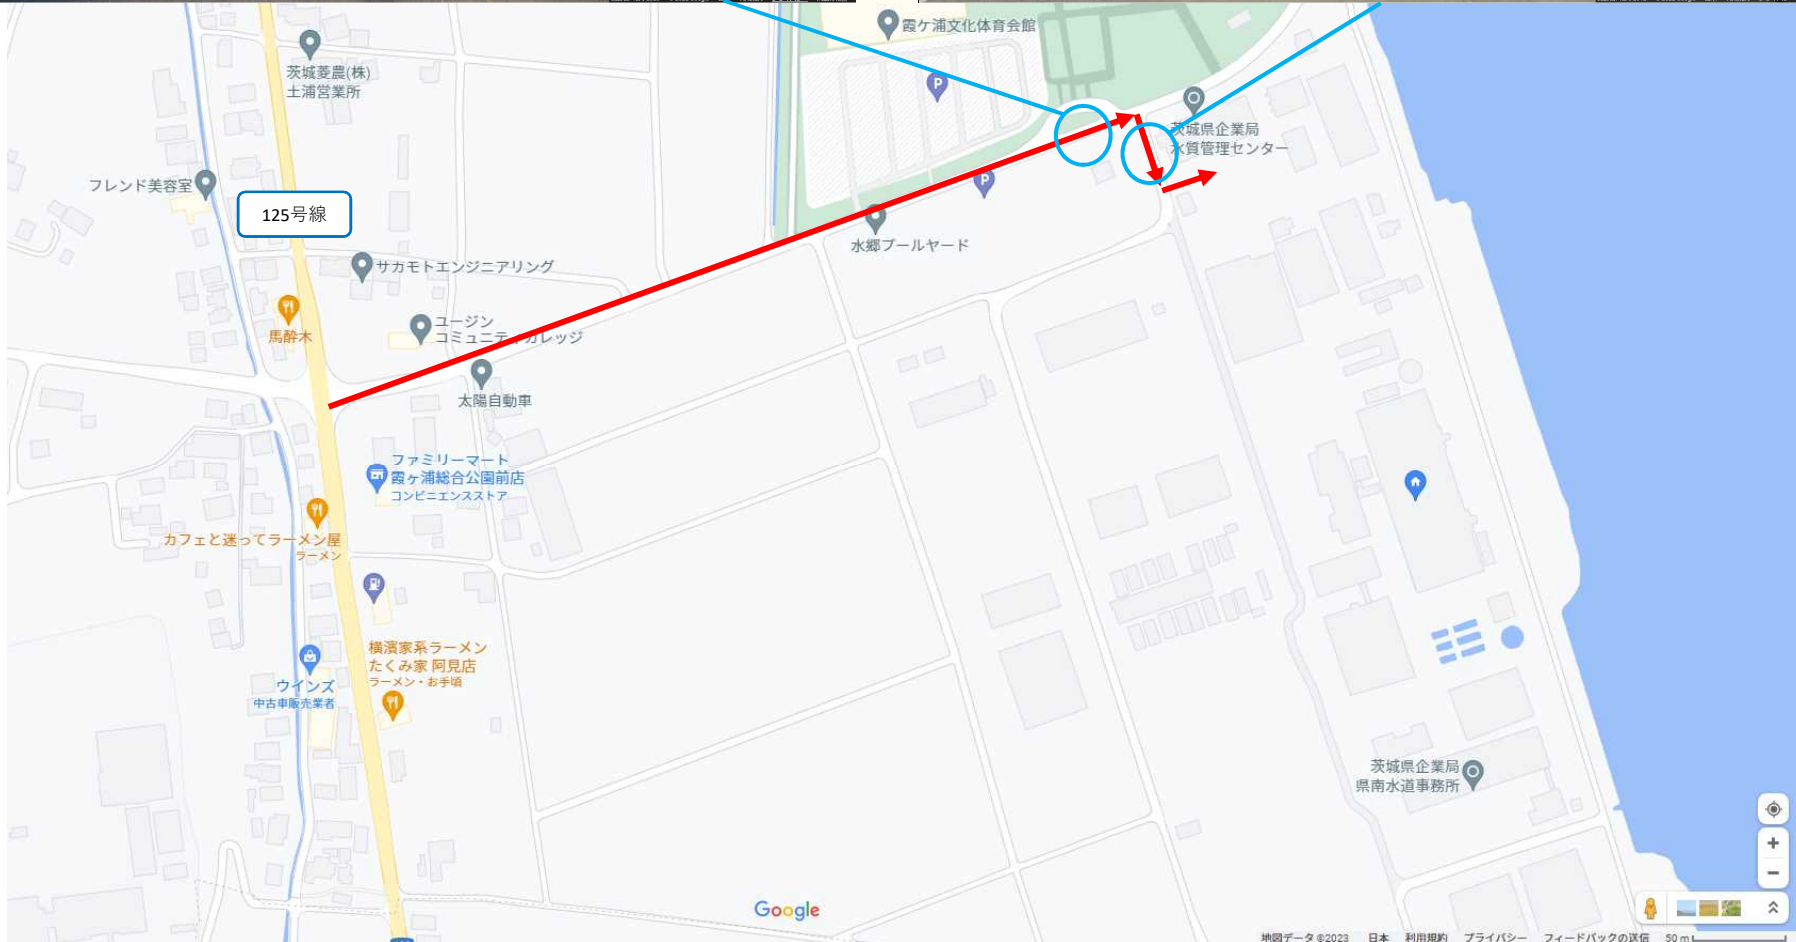 霞ケ浦文化体育会館
茨城菱農(株)
土浦営業所
P
茨城県企業局
水質管理センター
フレンド美容室
P
125号線
水郷プールヤード
サカモトエンジニアリング
ユージン
馬酔木
太陽自動車
ファミリーマート
霞ヶ浦総合公園前店
コンビニエンスストア
カフェと迷ってラーメン屋
ラーメン
横濱家系ラーメン
たくみ家 阿見店
ラーメン・お手頃
ウインズ
中古車販売業者
茨城県企業局
県南水道事務所
Google
地図データ ©2023 日本 利用規約 プライバシー フィードバックの送信 50 m